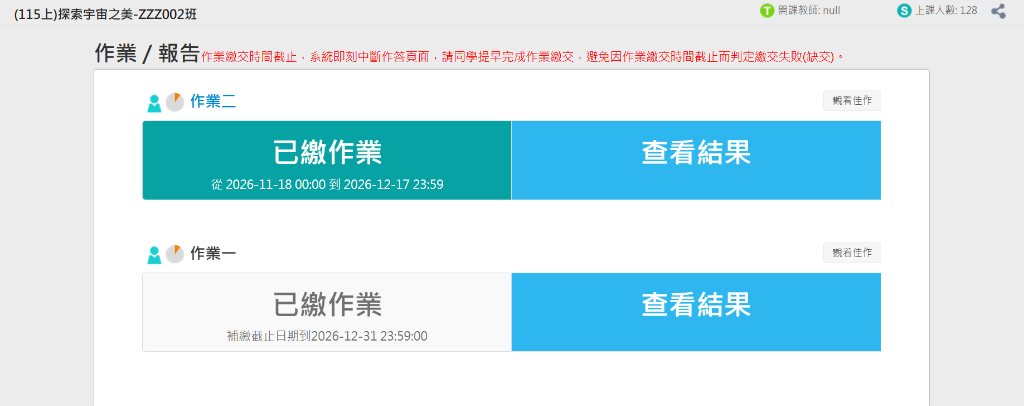 (115上)探索宇宙之美-ZZZ002班
T 開課教師: null
S 上課人數: 128
作業 / 報告作業繳交時間截止，系統即刻中斷作答頁面，請同學提早完成作業繳交，避免因作業繳交時間截止而判定繳交失敗(缺交)。
作業二
觀看佳作
已繳作業
從 2026-11-18 00:00 到 2026-12-17 23:59
查看結果
作業一
觀看佳作
已繳作業
補繳截止日期到2026-12-31 23:59:00
查看結果